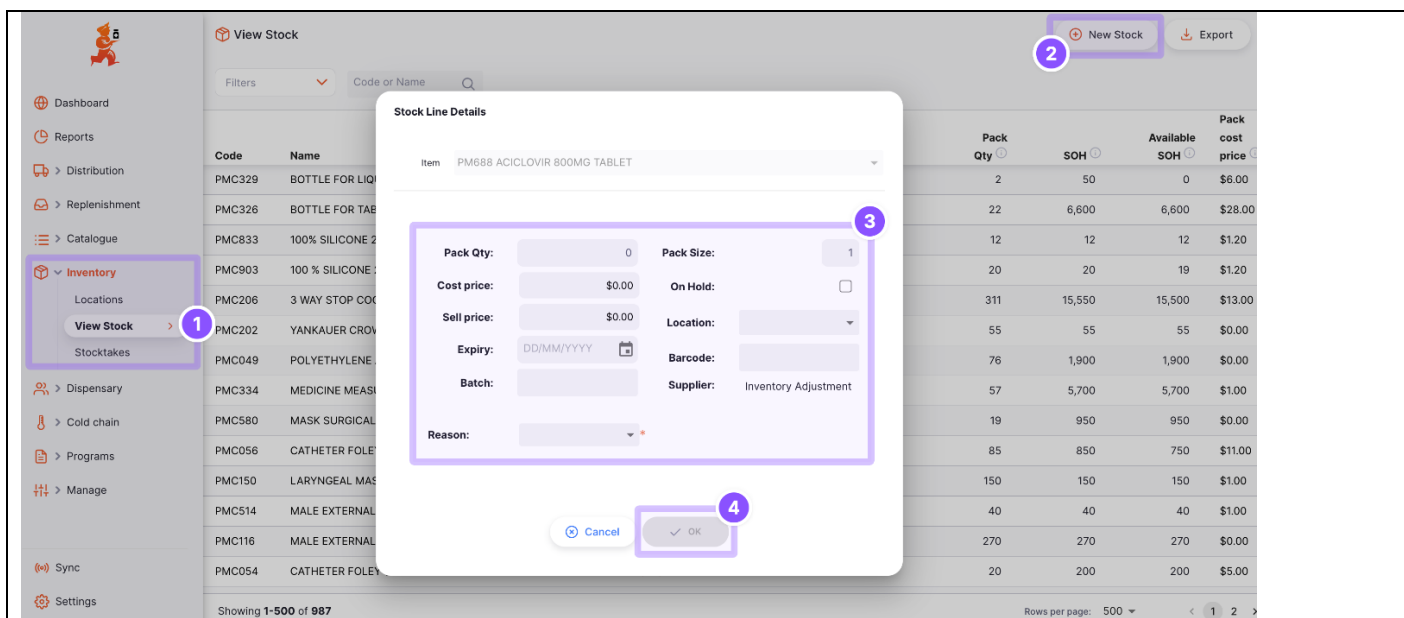 View Stock
2
New Stock
Export
Filters
Code or Name
Dashboard
Reports
Distribution
Replenishment
Catalogue
Inventory
Locations
View Stock
1
Stocktakes
Dispensary
Cold chain
Programs
Manage
Sync
Settings
Code Name Pack Qty SOH Available SOH Pack cost price
PMC329 BOTTLE FOR LIQ 2 50 0 $6.00
PMC326 BOTTLE FOR TAB 22 6,600 6,600 $28.00
PMC833 100% SILICONE 2 12 12 12 $1.20
PMC903 100 % SILICONE 20 20 19 $1.20
PMC206 3 WAY STOP COC 311 15,550 15,500 $13.00
PMC202 YANKAUER CROW 55 55 55 $0.00
PMC049 POLYETHYLENE 76 1,900 1,900 $0.00
PMC334 MEDICINE MEASU 57 5,700 5,700 $1.00
PMC580 MASK SURGICAL 19 950 950 $0.00
PMC056 CATHETER FOLEY 85 850 750 $11.00
PMC150 LARYNGEAL MAS 150 150 150 $1.00
PMC514 MALE EXTERNAL 40 40 40 $1.00
PMC116 MALE EXTERNAL 270 270 270 $0.00
PMC054 CATHETER FOLEY 20 200 200 $5.00
Showing 1-500 of 987
Rows per page: 500
1 2
Stock Line Details
Item PM688 ACICLOVIR 800MG TABLET
3
Pack Qty: 0 Pack Size: 1
Cost price: $0.00 On Hold:
Sell price: $0.00 Location:
Expiry: DD/MM/YYYY Barcode:
Batch: Supplier: Inventory Adjustment
Reason: *
4
Cancel
OK